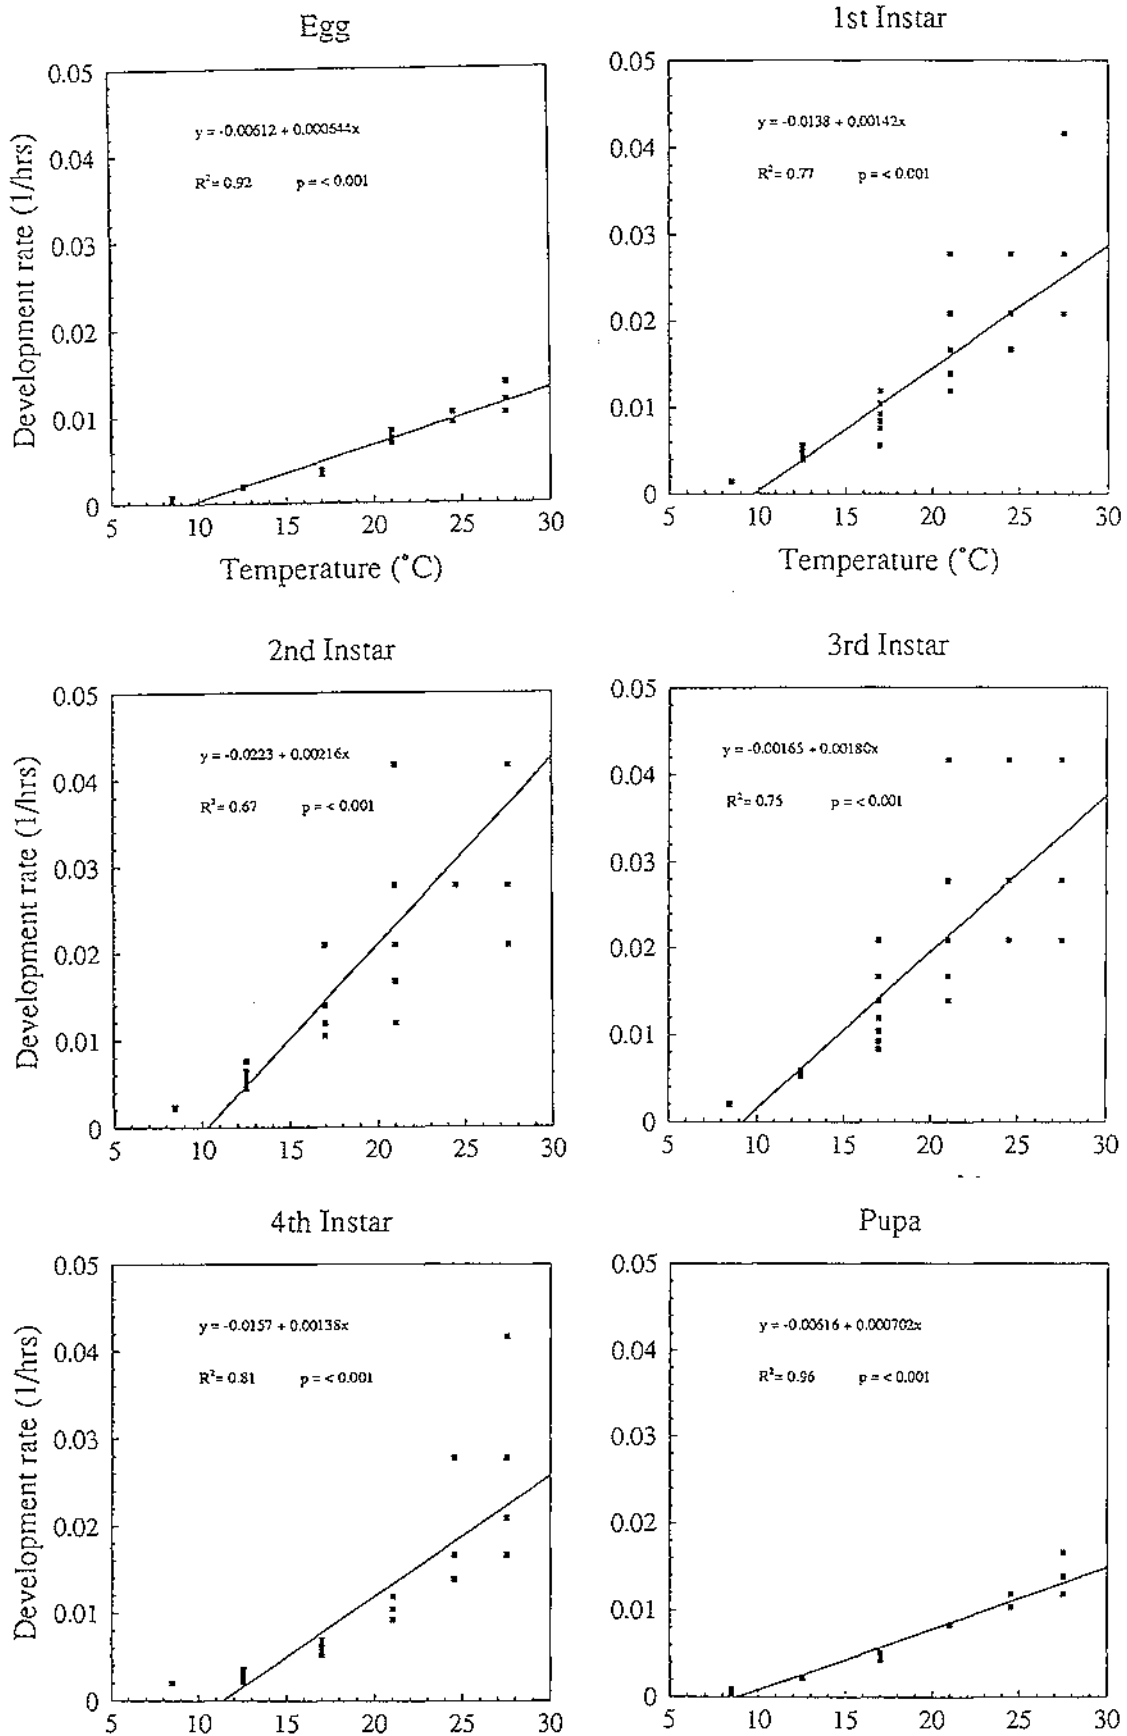 Egg
0.05
0.04
0.03
0.02
0.01
0
Development rate (1/hrs)
y = -0.00612 + 0.000644x
R² = 0.92 p = < 0.001
5 10 15 20 25 30
Temperature (°C)
1st Instar
0.05
0.04
0.03
0.02
0.01
0
y = -0.0138 + 0.00142x
R² = 0.77 p = < 0.001
5 10 15 20 25 30
Temperature (°C)
2nd Instar
0.05
0.04
0.03
0.02
0.01
0
Development rate (1/hrs)
y = -0.0223 + 0.00216x
R² = 0.67 p = < 0.001
5 10 15 20 25 30
3rd Instar
0.05
0.04
0.03
0.02
0.01
0
y = -0.00165 + 0.00180x
R² = 0.75 p = < 0.001
5 10 15 20 25 30
4th Instar
0.05
0.04
0.03
0.02
0.01
0
Development rate (1/hrs)
y = -0.0157 + 0.00138x
R² = 0.81 p = < 0.001
5 10 15 20 25 30
Pupa
0.05
0.04
0.03
0.02
0.01
0
y = -0.00616 + 0.000702x
R² = 0.96 p = < 0.001
5 10 15 20 25 30